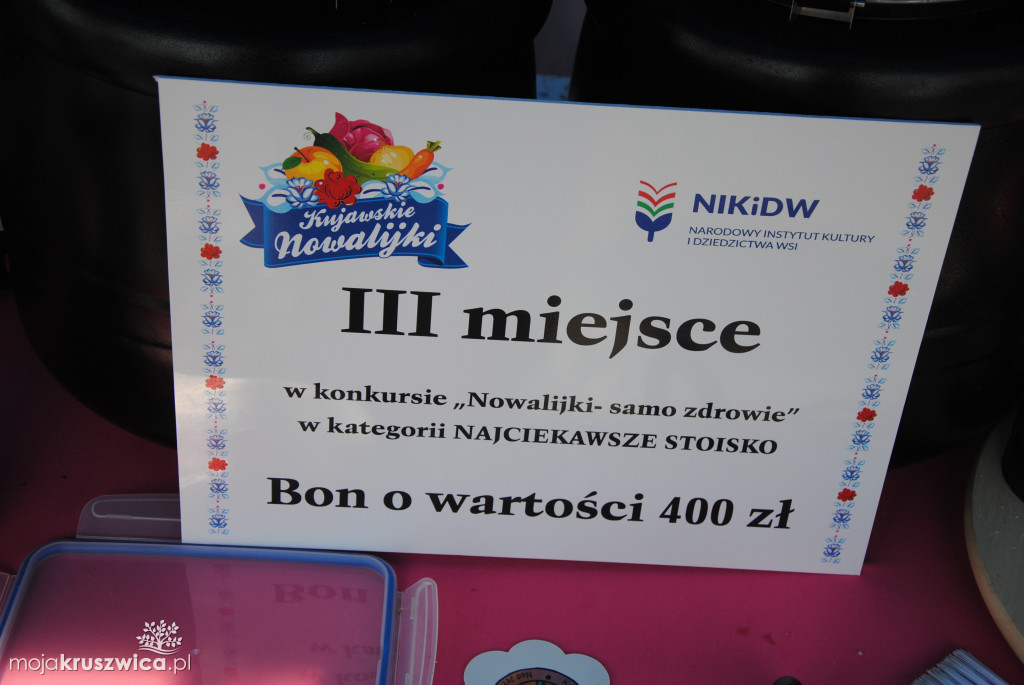 Kujawskie
Nowalijki
NIKiDW
NARODOWY INSTYTUT KULTURY
I DZIEDZICTWA WSI
III miejsce
w konkursie „Nowalijki- samo zdrowie”
w kategorii NAJCIEKAWSZE STOISKO
Bon o wartości 400 zł
mojakruszwica.pl